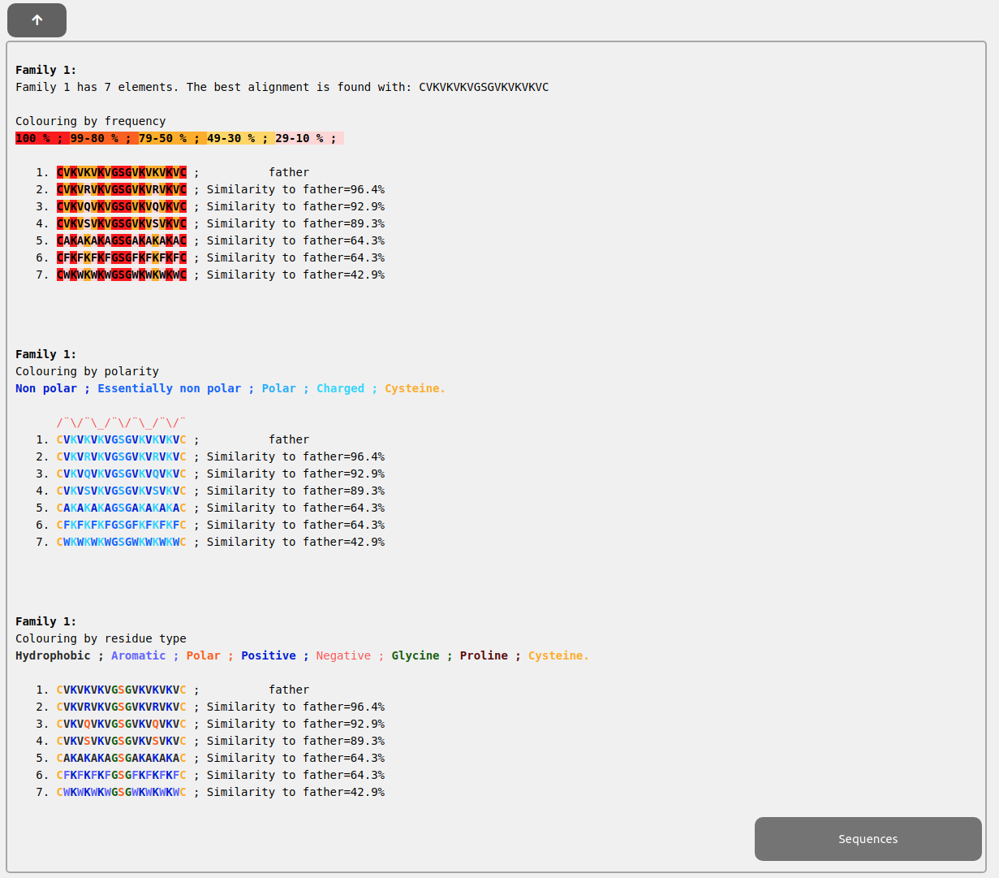 ↑
Family 1:
Family 1 has 7 elements. The best alignment is found with: CVKVKVKVGSGVKVKVKVC
Colouring by frequency
100 % ; 99-80 % ; 79-50 % ; 49-30 % ; 29-10 % ;
1. CVKVKVKVGSGVKVKVKVC ; father
2. CVKVRVKVGSGVKVRVKVC ; Similarity to father=96.4%
3. CVKVQVKVGSGVKVQVKVC ; Similarity to father=92.9%
4. CVKVSVKVGSGVKVSVKVC ; Similarity to father=89.3%
5. CAKAKAKAGSGAKAKAKAC ; Similarity to father=64.3%
6. CFKFKFKFGSGFKFKFKFC ; Similarity to father=64.3%
7. CWKWKWKWGSGWKWKWKWC ; Similarity to father=42.9%
Family 1:
Colouring by polarity
Non polar ; Essentially non polar ; Polar ; Charged ; Cysteine.
/¨\/¨\_/¨\/¨\_/¨\/¨
1. CVKVKVKVGSGVKVKVKVC ; father
2. CVKVRVKVGSGVKVRVKVC ; Similarity to father=96.4%
3. CVKVQVKVGSGVKVQVKVC ; Similarity to father=92.9%
4. CVKVSVKVGSGVKVSVKVC ; Similarity to father=89.3%
5. CAKAKAKAGSGAKAKAKAC ; Similarity to father=64.3%
6. CFKFKFKFGSGFKFKFKFC ; Similarity to father=64.3%
7. CWKWKWKWGSGWKWKWKWC ; Similarity to father=42.9%
Family 1:
Colouring by residue type
Hydrophobic ; Aromatic ; Polar ; Positive ; Negative ; Glycine ; Proline ; Cysteine.
1. CVKVKVKVGSGVKVKVKVC ; father
2. CVKVRVKVGSGVKVRVKVC ; Similarity to father=96.4%
3. CVKVQVKVGSGVKVQVKVC ; Similarity to father=92.9%
4. CVKVSVKVGSGVKVSVKVC ; Similarity to father=89.3%
5. CAKAKAKAGSGAKAKAKAC ; Similarity to father=64.3%
6. CFKFKFKFGSGFKFKFKFC ; Similarity to father=64.3%
7. CWKWKWKWGSGWKWKWKWC ; Similarity to father=42.9%
Sequences